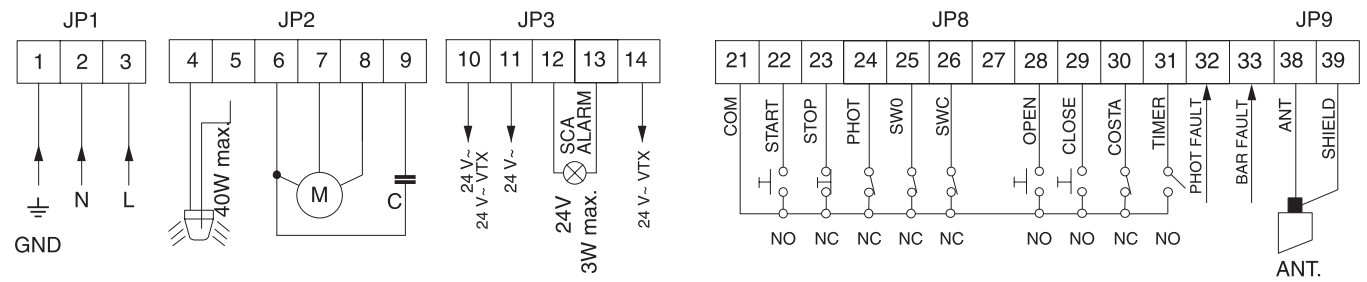 JP1
JP2
JP3
JP8
JP9
1 2 3
4 5 6 7 8 9
10 11 12 13 14
21 22 23 24 25 26 27 28 29 30 31 32 33 38 39
GND
N
L
40W max.
M
C
24 V~
24 V~ VTX
24 V~
SCA
ALARM
24V
3W max.
24 V~ VTX
COM
START
STOP
PHOT
SW0
SWC
OPEN
CLOSE
COSTA
TIMER
PHOT FAULT
BAR FAULT
ANT
SHIELD
NO NC NC NC NC NO NO NC NO
ANT.